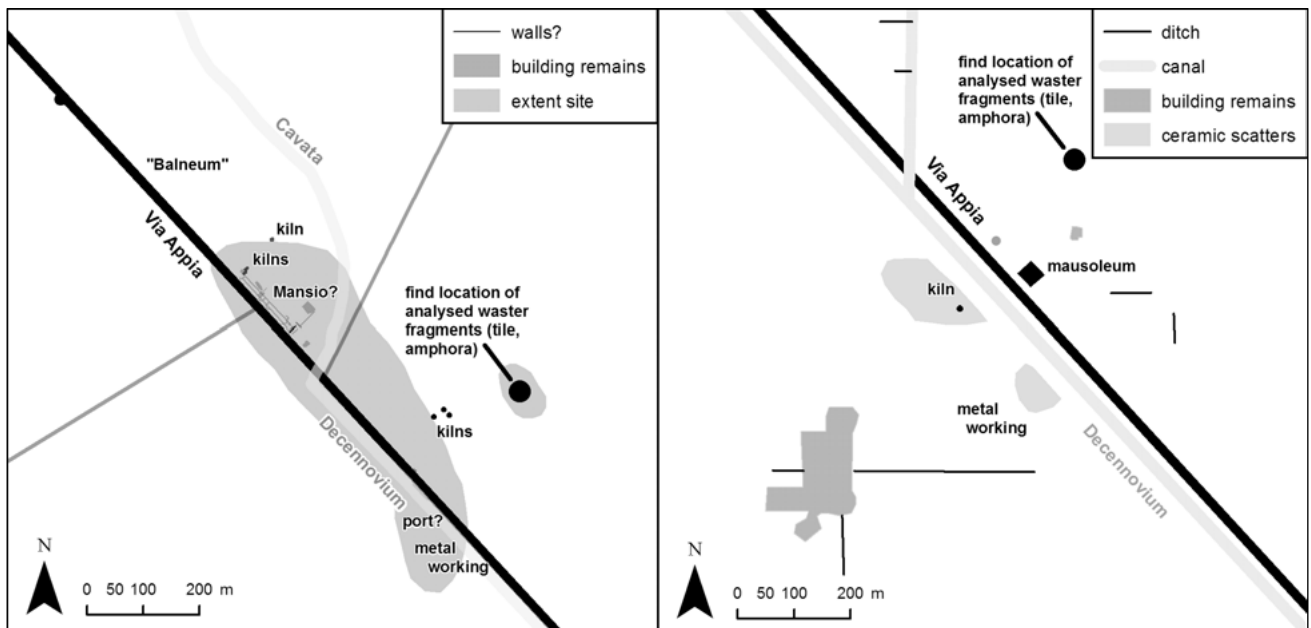 walls?
building remains
extent site
Cavata
"Balneum"
Via Appia
kiln
kilns
Mansio?
find location of
analysed waster
fragments (tile,
amphora)
kilns
Decennovium
port?
metal
working
N
0 50 100 200 m
ditch
canal
building remains
ceramic scatters
find location of
analysed waster
fragments (tile,
amphora)
Via Appia
mausoleum
kiln
metal
working
Decennovium
N
0 50 100 200 m